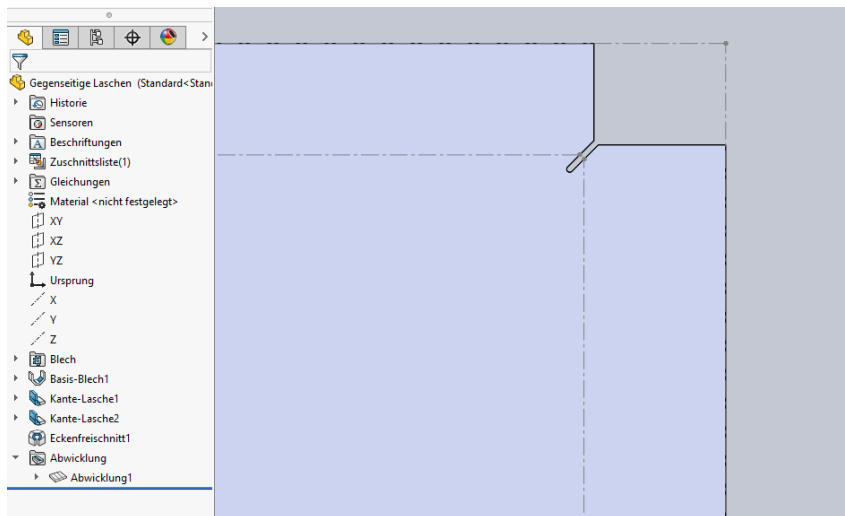 Gegenseitige Laschen (Standard<Stan
Historie
Sensoren
Beschriftungen
Zuschnittsliste(1)
Gleichungen
Material <nicht festgelegt>
XY
XZ
YZ
Ursprung
X
Y
Z
Blech
Basis-Blech1
Kante-Lasche1
Kante-Lasche2
Eckenfreischnitt1
Abwicklung
Abwicklung1